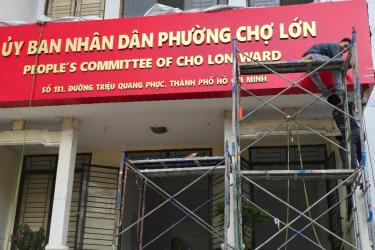 ỦY BAN NHÂN DÂN PHƯỜNG CHỢ LỚN
PEOPLE'S COMMITTEE OF CHO LON WARD
SỐ 131, ĐƯỜNG TRIỆU QUANG PHỤC, THÀNH PHỐ HỒ CHÍ MINH